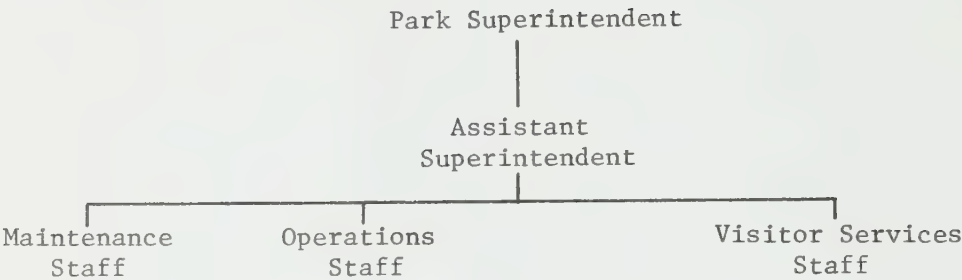 Park Superintendent
Assistant
Superintendent
Maintenance
Staff
Operations
Staff
Visitor Services
Staff